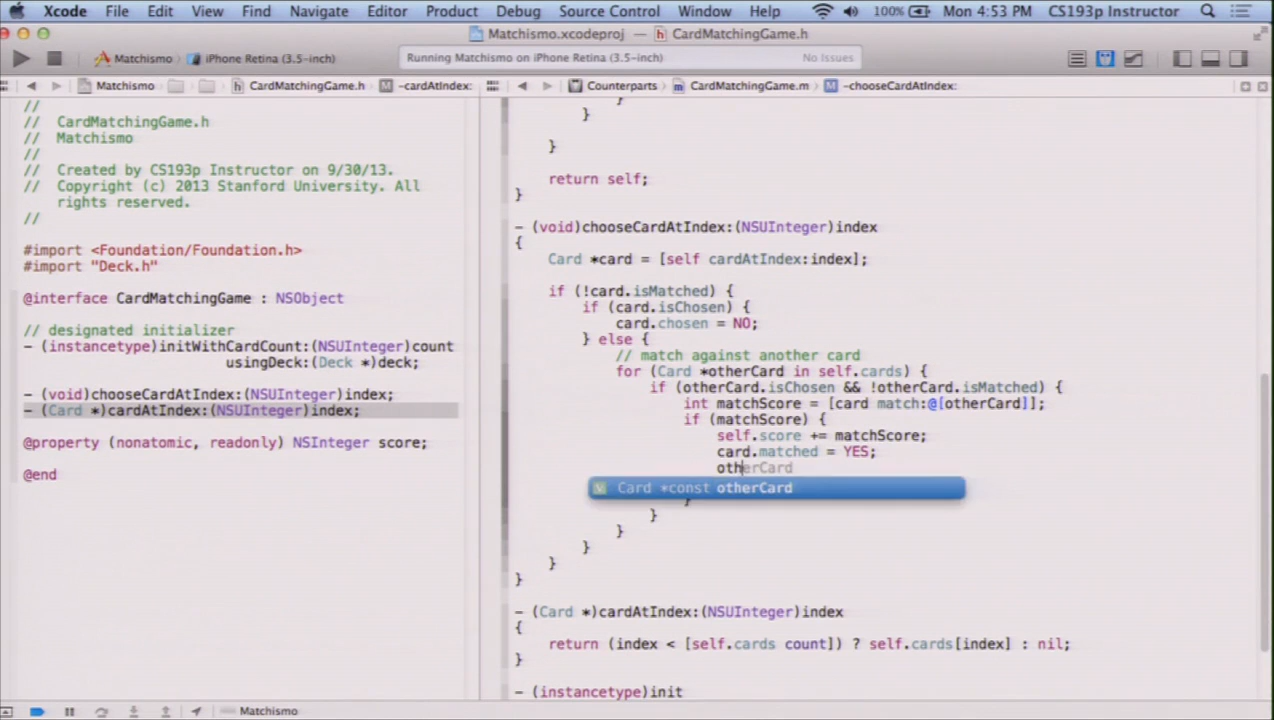 Xcode File Edit View Find Navigate Editor Product Debug Source Control Window Help 100% Mon 4:53 PM CS193p Instructor
Matchismo.xcodeproj — CardMatchingGame.h
Matchismo iPhone Retina (3.5-inch) Running Matchismo on iPhone Retina (3.5-inch) No Issues
Matchismo CardMatchingGame.h -cardAtIndex: Counterparts CardMatchingGame.m -chooseCardAtIndex:
//
// CardMatchingGame.h
// Matchismo
//
// Created by CS193p Instructor on 9/30/13.
// Copyright (c) 2013 Stanford University. All
rights reserved.
//
#import <Foundation/Foundation.h>
#import "Deck.h"
@interface CardMatchingGame : NSObject
// designated initializer
- (instancetype)initWithCardCount:(NSUInteger)count
usingDeck:(Deck *)deck;
- (void)chooseCardAtIndex:(NSUInteger)index;
- (Card *)cardAtIndex:(NSUInteger)index;
@property (nonatomic, readonly) NSInteger score;
@end
}
}
}
return self;
}
- (void)chooseCardAtIndex:(NSUInteger)index
{
Card *card = [self cardAtIndex:index];
if (!card.isMatched) {
if (card.isChosen) {
card.chosen = NO;
} else {
// match against another card
for (Card *otherCard in self.cards) {
if (otherCard.isChosen && !otherCard.isMatched) {
int matchScore = [card match:@[otherCard]];
if (matchScore) {
self.score += matchScore;
card.matched = YES;
otherCard
V Card *const otherCard
}
}
}
}
}
}
- (Card *)cardAtIndex:(NSUInteger)index
{
return (index < [self.cards count]) ? self.cards[index] : nil;
}
- (instancetype)init
Matchismo